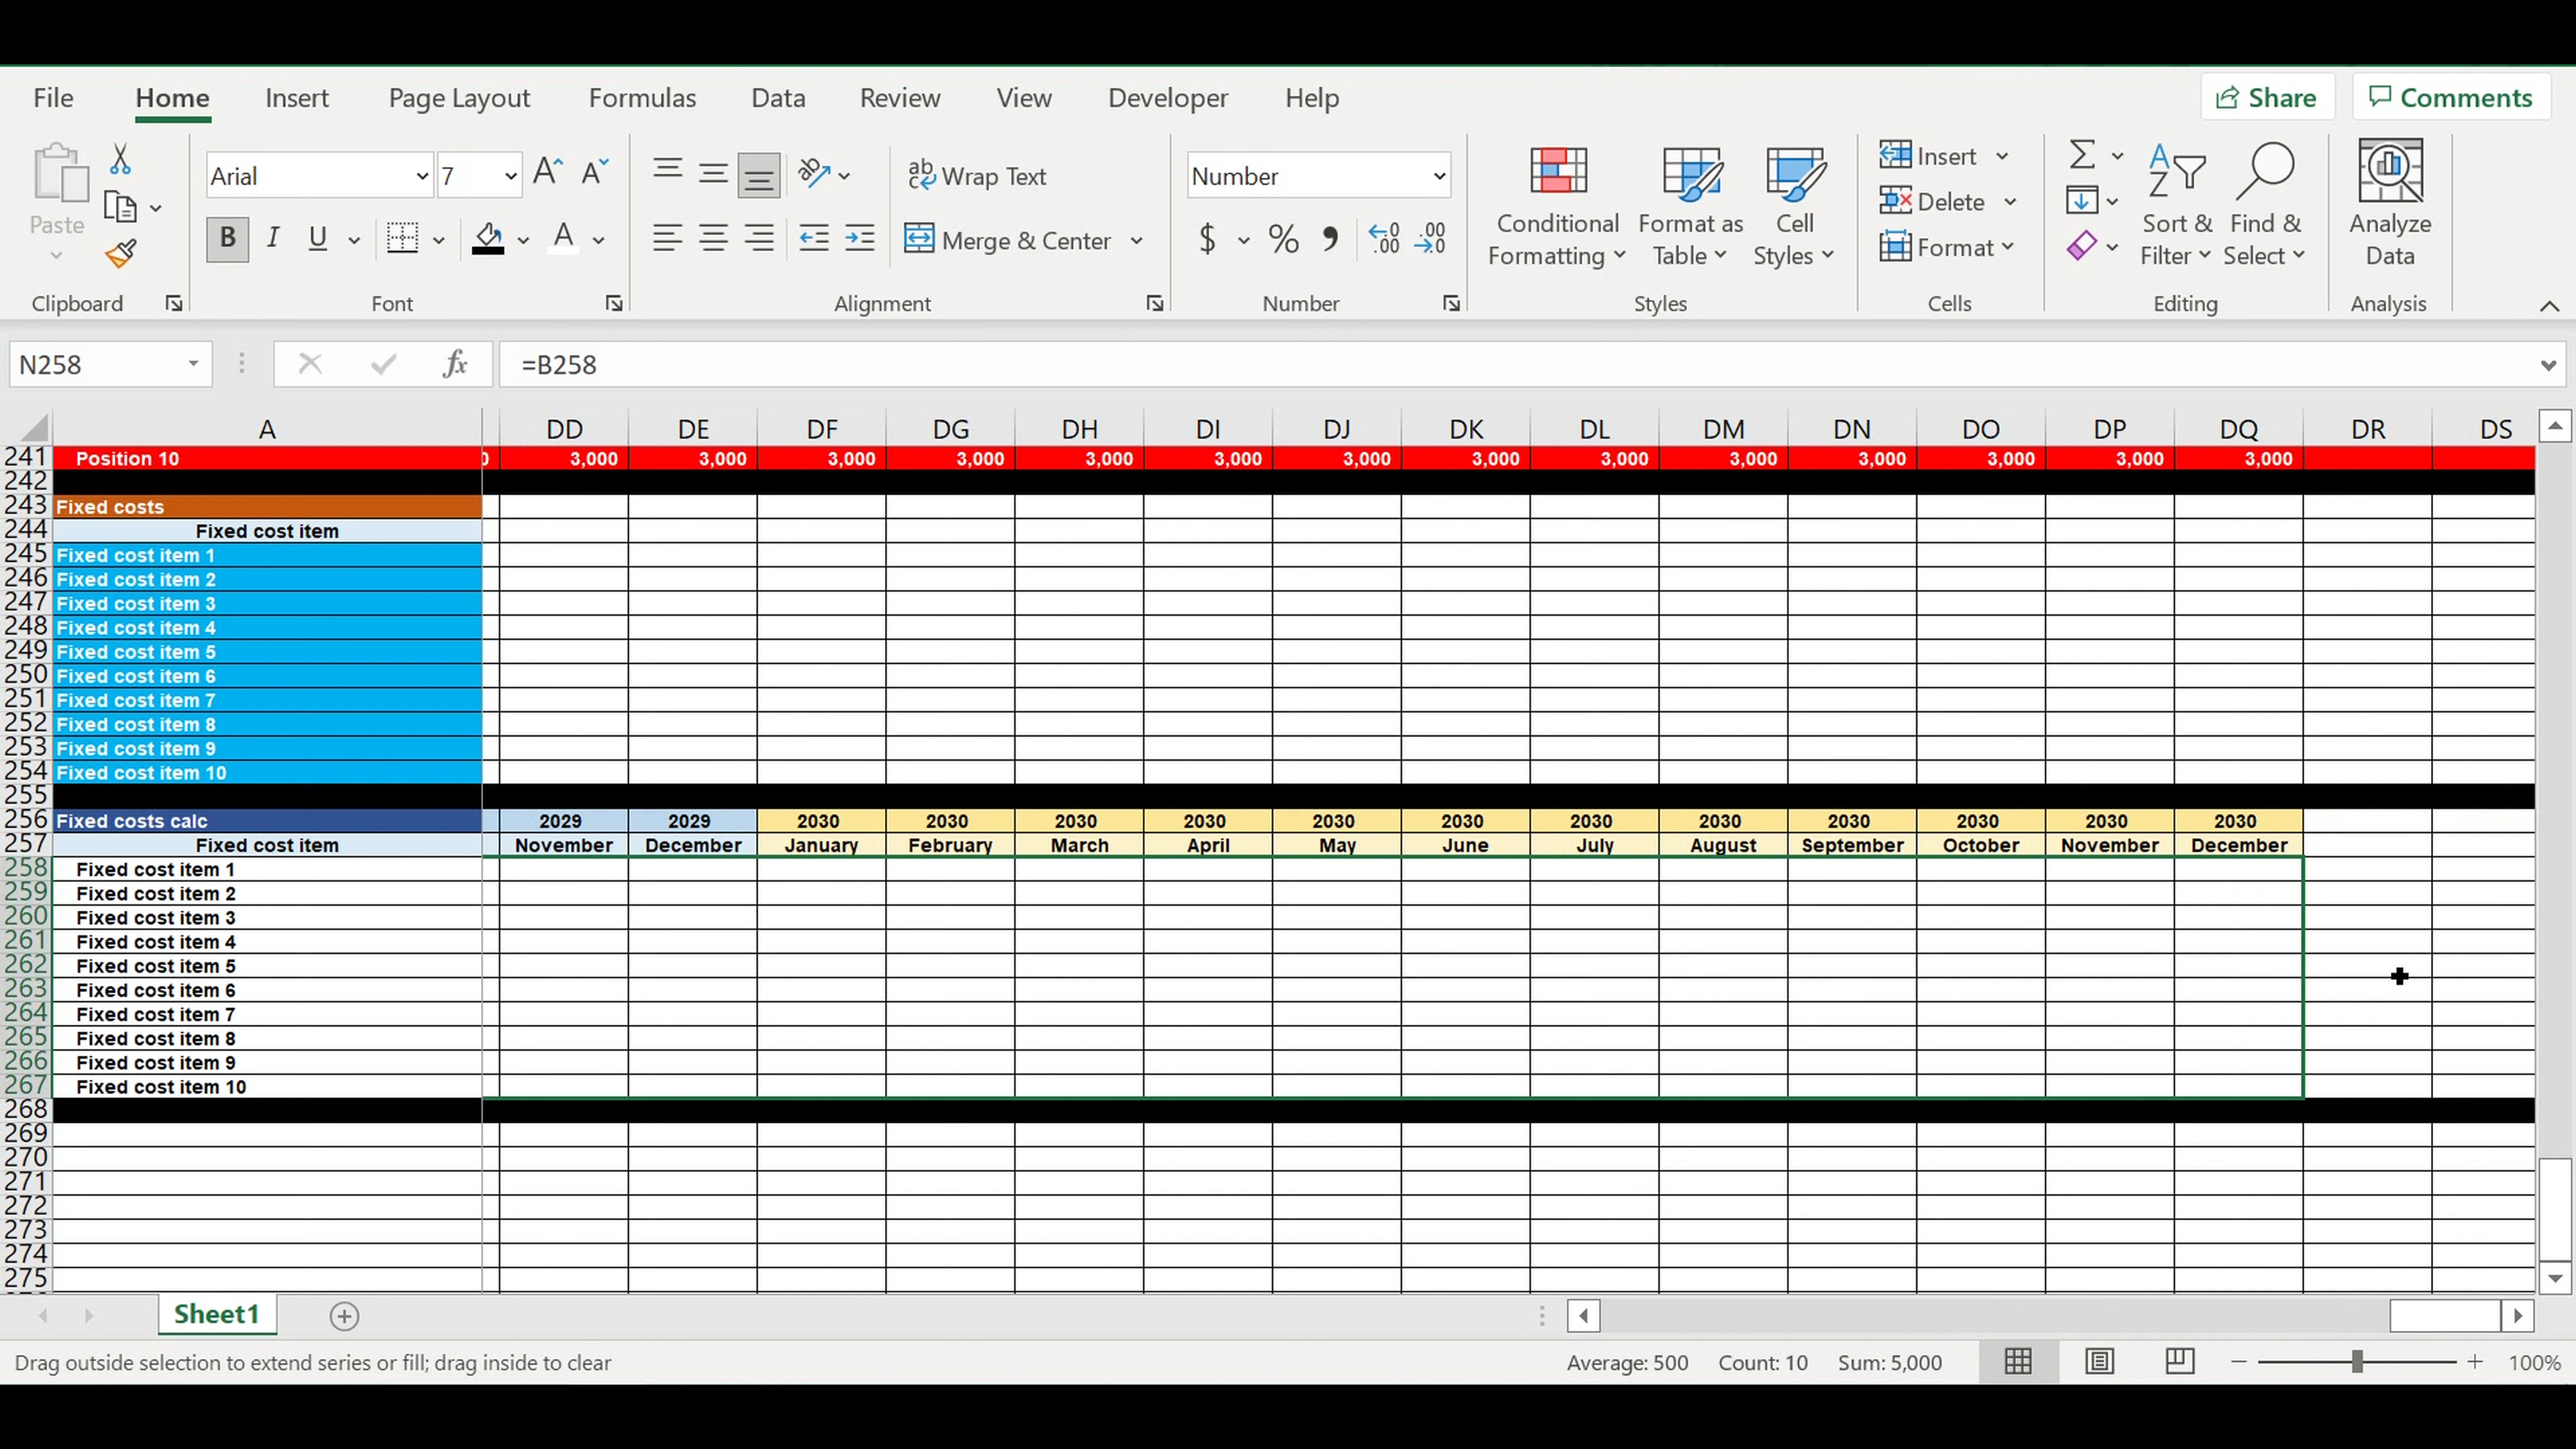 File Home Insert Page Layout Formulas Data Review View Developer Help Share Comments
Paste Arial 7 Wrap Text Number Conditional Formatting Format as Table Cell Styles Insert Σ Sort & Filter Find & Select Analyze Data
B I U A Merge & Center $ % Delete
Format
Clipboard Font Alignment Number Styles Cells Editing Analysis
N258 fx =B258
A DD DE DF DG DH DI DJ DK DL DM DN DO DP DQ DR DS
241 Position 10 0 3,000 3,000 3,000 3,000 3,000 3,000 3,000 3,000 3,000 3,000 3,000 3,000 3,000 3,000
242
243 Fixed costs
244 Fixed cost item
245 Fixed cost item 1
246 Fixed cost item 2
247 Fixed cost item 3
248 Fixed cost item 4
249 Fixed cost item 5
250 Fixed cost item 6
251 Fixed cost item 7
252 Fixed cost item 8
253 Fixed cost item 9
254 Fixed cost item 10
255
256 Fixed costs calc 2029 2029 2030 2030 2030 2030 2030 2030 2030 2030 2030 2030 2030 2030
257 Fixed cost item November December January February March April May June July August September October November December
258 Fixed cost item 1
259 Fixed cost item 2
260 Fixed cost item 3
261 Fixed cost item 4
262 Fixed cost item 5
263 Fixed cost item 6
264 Fixed cost item 7
265 Fixed cost item 8
266 Fixed cost item 9
267 Fixed cost item 10
268
269
270
271
272
273
274
275
Sheet1
Drag outside selection to extend series or fill; drag inside to clear Average: 500 Count: 10 Sum: 5,000 100%